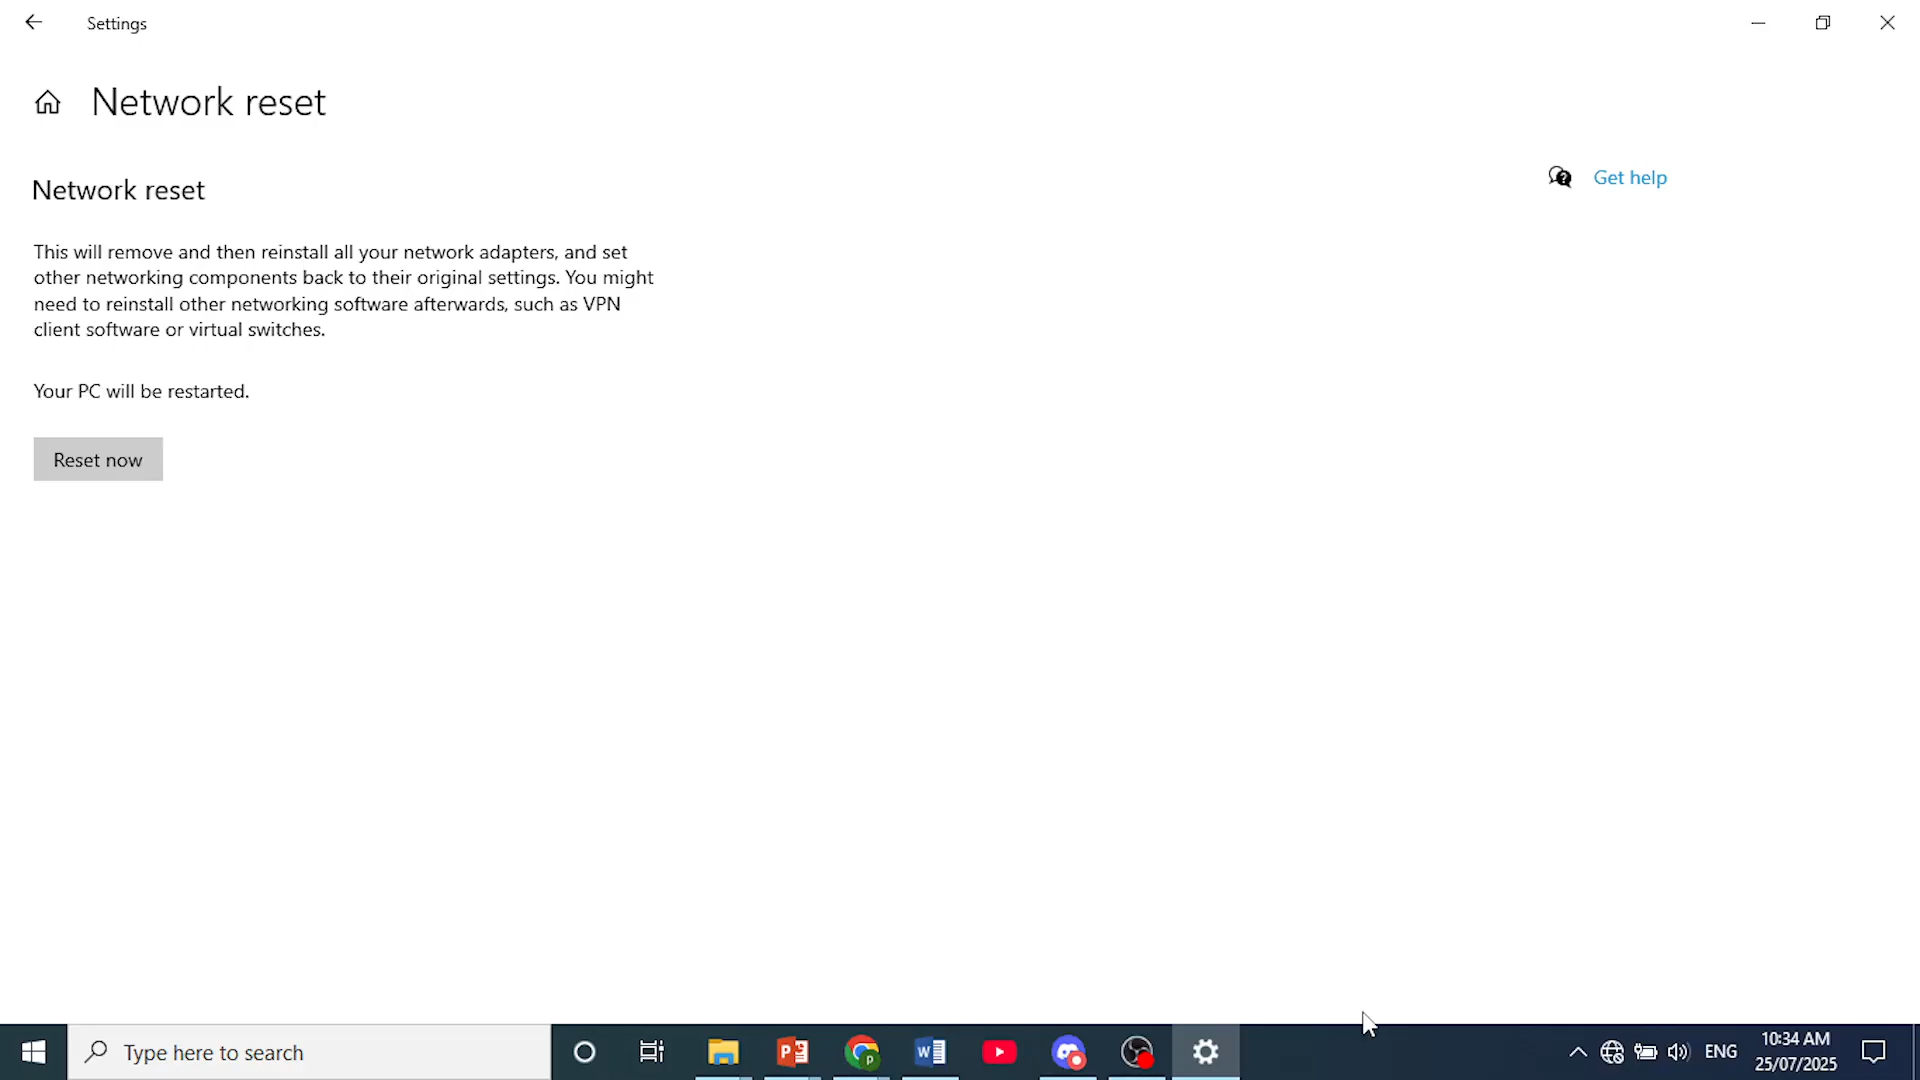 Settings
Network reset
Network reset
Get help
This will remove and then reinstall all your network adapters, and set
other networking components back to their original settings. You might
need to reinstall other networking software afterwards, such as VPN
client software or virtual switches.
Your PC will be restarted.
Reset now
Type here to search
ENG
10:34 AM
25/07/2025